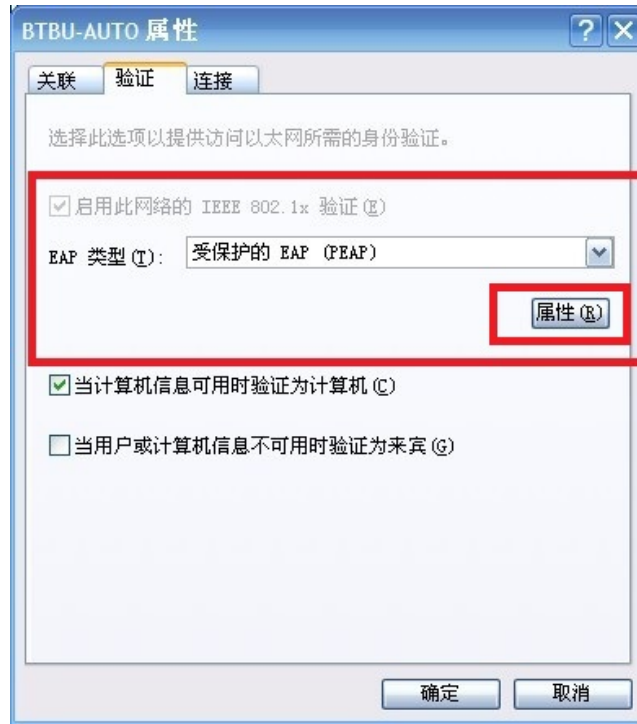 BTBU-AUTO 属性
关联 验证 连接
选择此选项以提供访问以太网所需的身份验证。
启用此网络的 IEEE 802.1x 验证(E)
EAP 类型(T): 受保护的 EAP (PEAP)
属性(R)
当计算机信息可用时验证为计算机(C)
当用户或计算机信息不可用时验证为来宾(G)
确定 取消